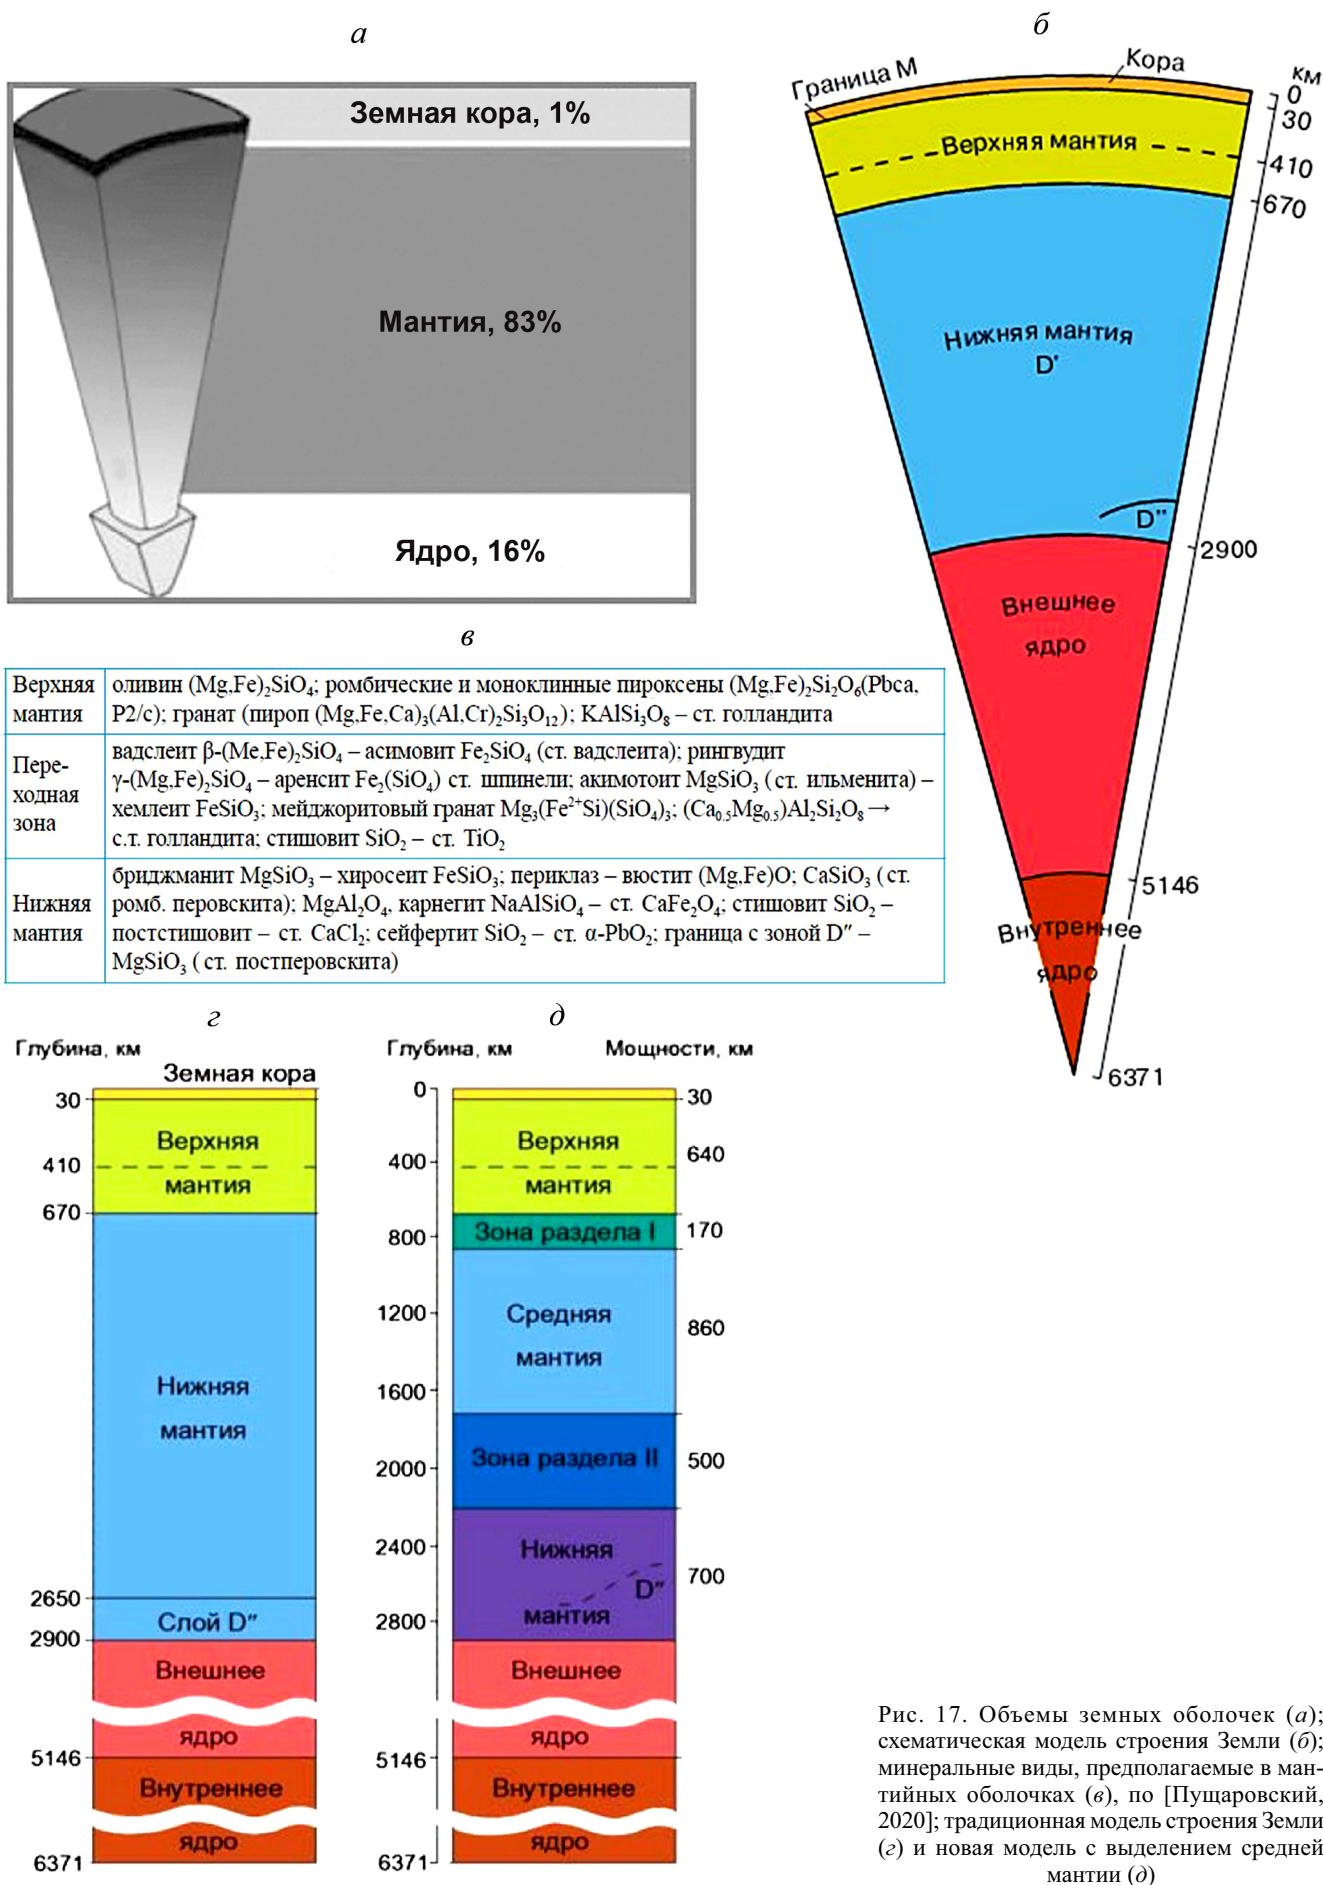 а
Земная кора, 1%
Мантия, 83%
Ядро, 16%
б
Граница М
Кора
км
0
30
Верхняя мантия
410
670
Нижняя мантия
D'
D''
2900
Внешнее
ядро
5146
Внутреннее
ядро
6371
в
Верхняя
мантия
оливин (Mg,Fe)₂SiO₄; ромбические и моноклинные пироксены (Mg,Fe)₂Si₂O₆(Pbca,
P2/c); гранат (пироп (Mg,Fe,Ca)₃(Al,Cr)₂Si₃O₁₂); KAlSi₃O₈ – ст. голландита
Пере-
ходная
зона
вадслеит β-(Me,Fe)₂SiO₄ – асимовит Fe₂SiO₄ (ст. вадслеита); рингвудит
γ-(Mg,Fe)₂SiO₄ – аренсит Fe₂(SiO₄) ст. шпинели; акимотоит MgSiO₃ (ст. ильменита) –
хемлеит FeSiO₃; мейджоритовый гранат Mg₃(Fe²⁺Si)(SiO₄)₃; (Ca₀.₅Mg₀.₅)Al₂Si₂O₈ →
с.т. голландита; стишовит SiO₂ – ст. TiO₂
Нижняя
мантия
бриджманит MgSiO₃ – хиросеит FeSiO₃; периклаз – вюстит (Mg,Fe)O; CaSiO₃ (ст.
ромб. перовскита); MgAl₂O₄, карнегит NaAlSiO₄ – ст. CaFe₂O₄; стишовит SiO₂ –
постстишовит – ст. CaCl₂; сейфертит SiO₂ – ст. α-PbO₂; граница с зоной D″ –
MgSiO₃ (ст. постперовскита)
г
Глубина, км
Земная кора
30
Верхняя
410
мантия
670
Нижняя
мантия
2650
Слой D″
2900
Внешнее
ядро
5146
Внутреннее
ядро
6371
д
Глубина, км
Мощности, км
0
30
Верхняя
640
400
мантия
Зона раздела I
170
800
1200
Средняя
860
мантия
1600
Зона раздела II
500
2000
2400
Нижняя
D″
700
мантия
2800
Внешнее
ядро
5146
Внутреннее
ядро
6371
Рис. 17. Объемы земных оболочек (а);
схематическая модель строения Земли (б);
минеральные виды, предполагаемые в ман-
тийных оболочках (в), по [Пущаровский,
2020]; традиционная модель строения Земли
(г) и новая модель с выделением средней
мантии (д)